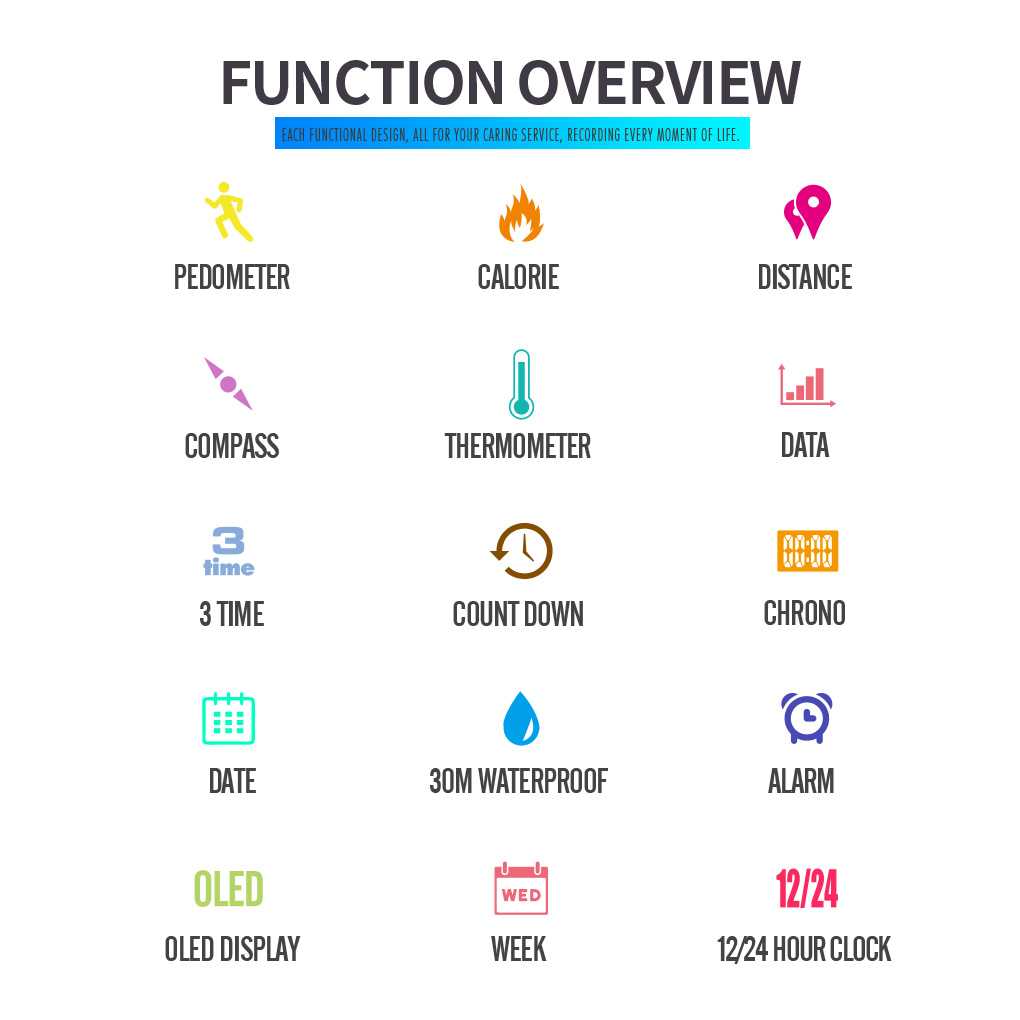 FUNCTION OVERVIEW
EACH FUNCTIONAL DESIGN, ALL FOR YOUR CARING SERVICE, RECORDING EVERY MOMENT OF LIFE.
PEDOMETER
CALORIE
DISTANCE
COMPASS
THERMOMETER
DATA
3
time
00:00
3 TIME
COUNT DOWN
CHRONO
DATE
30M WATERPROOF
ALARM
OLED
WED
12/24
OLED DISPLAY
WEEK
12/24 HOUR CLOCK